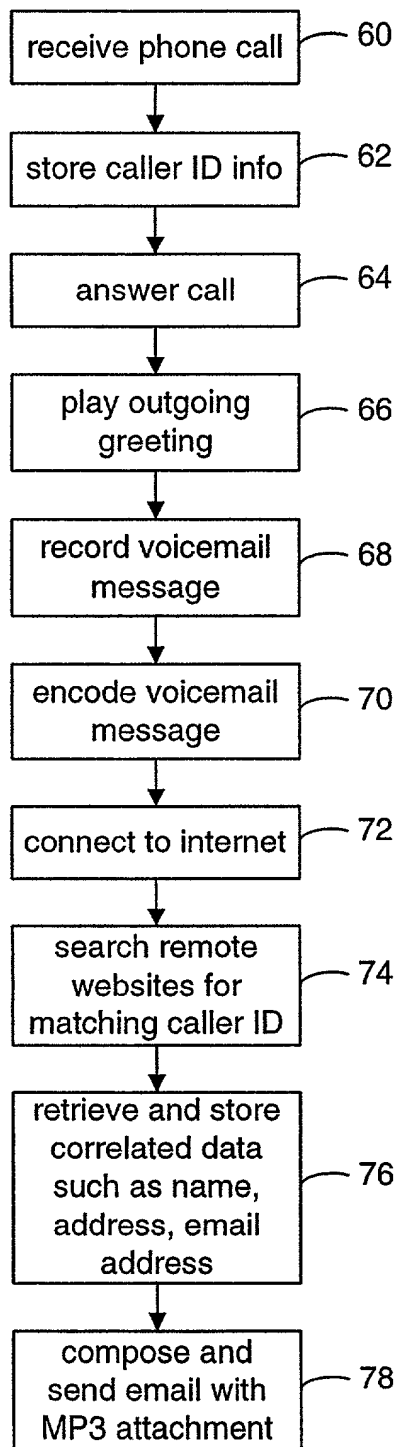 receive phone call
60
store caller ID info
62
answer call
64
play outgoing
greeting
66
record voicemail
message
68
encode voicemail
message
70
connect to internet
72
search remote
websites for
matching caller ID
74
retrieve and store
correlated data
such as name,
address, email
address
76
compose and
send email with
MP3 attachment
78